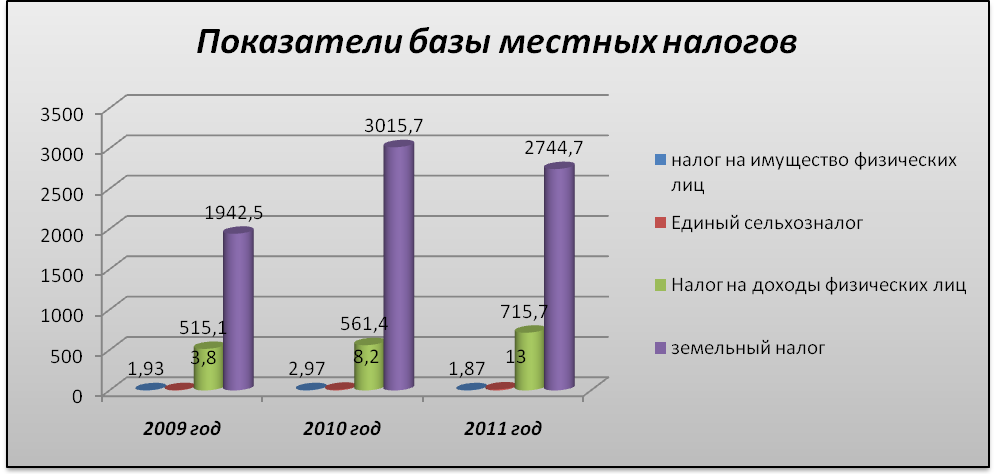 Показатели базы местных налогов
3500
3000
2500
2000
1500
1000
500
0
1,93
3,8
515,1
1942,5
2,97
8,2
561,4
3015,7
1,87
13
715,7
2744,7
2009 год
2010 год
2011 год
налог на имущество физических
лиц
Единый сельхозналог
Налог на доходы физических лиц
земельный налог